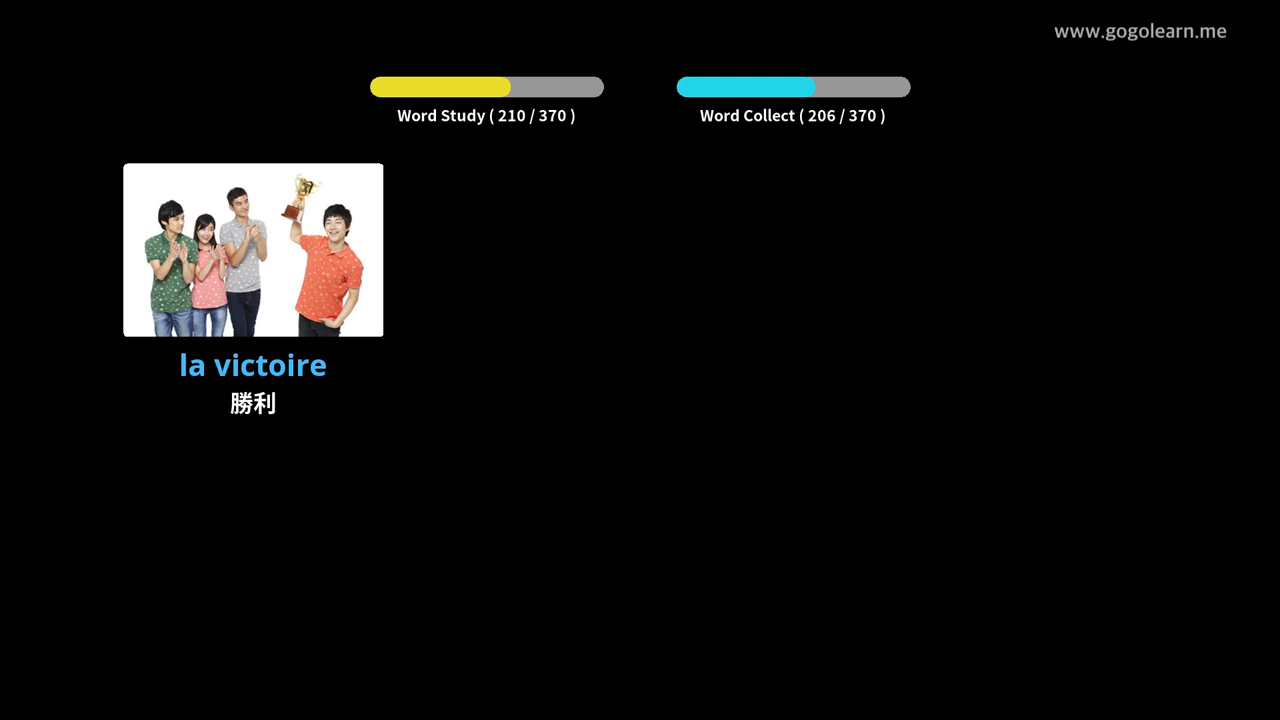 www.gogolearn.me
Word Study ( 210 / 370 )
Word Collect ( 206 / 370 )
la victoire
勝利